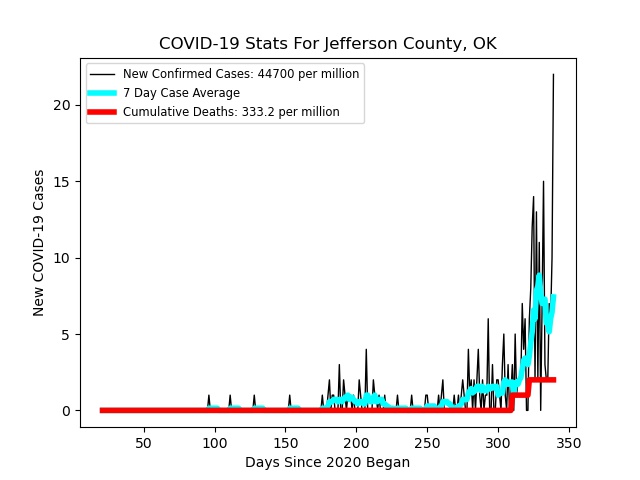 COVID-19 Stats For Jefferson County, OK
New Confirmed Cases: 44700 per million
7 Day Case Average
Cumulative Deaths: 333.2 per million
New COVID-19 Cases
20
15
10
5
0
50 100 150 200 250 300 350
Days Since 2020 Began